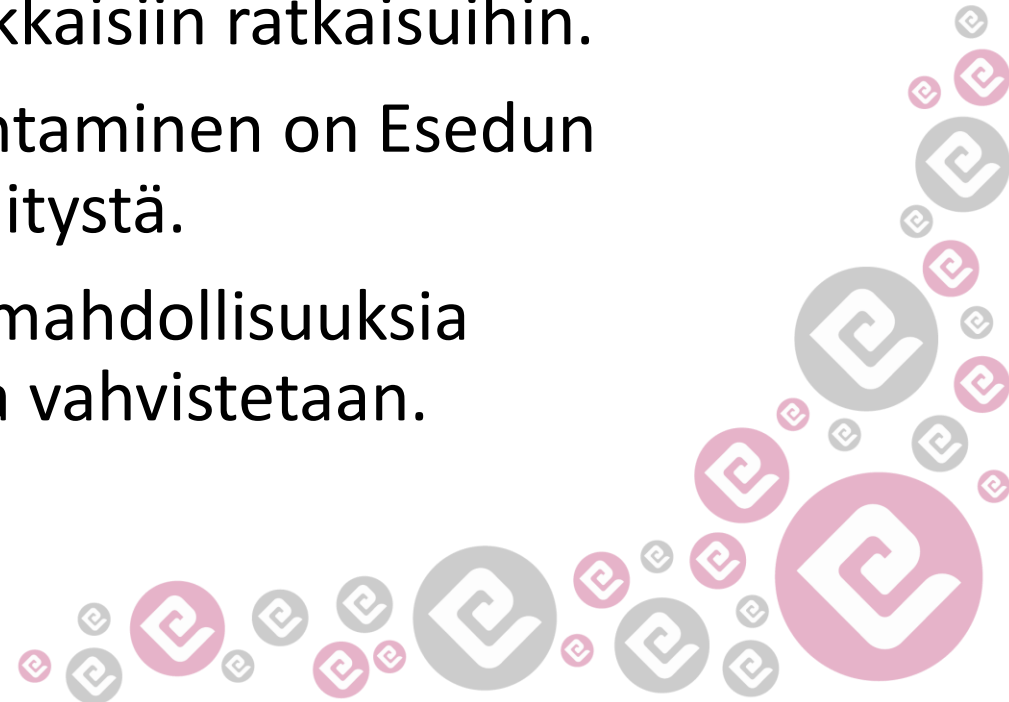 kkaisiin ratkaisuihin.
ntaminen on Esedun
itystä.
mahdollisuuksia
a vahvistetaan.